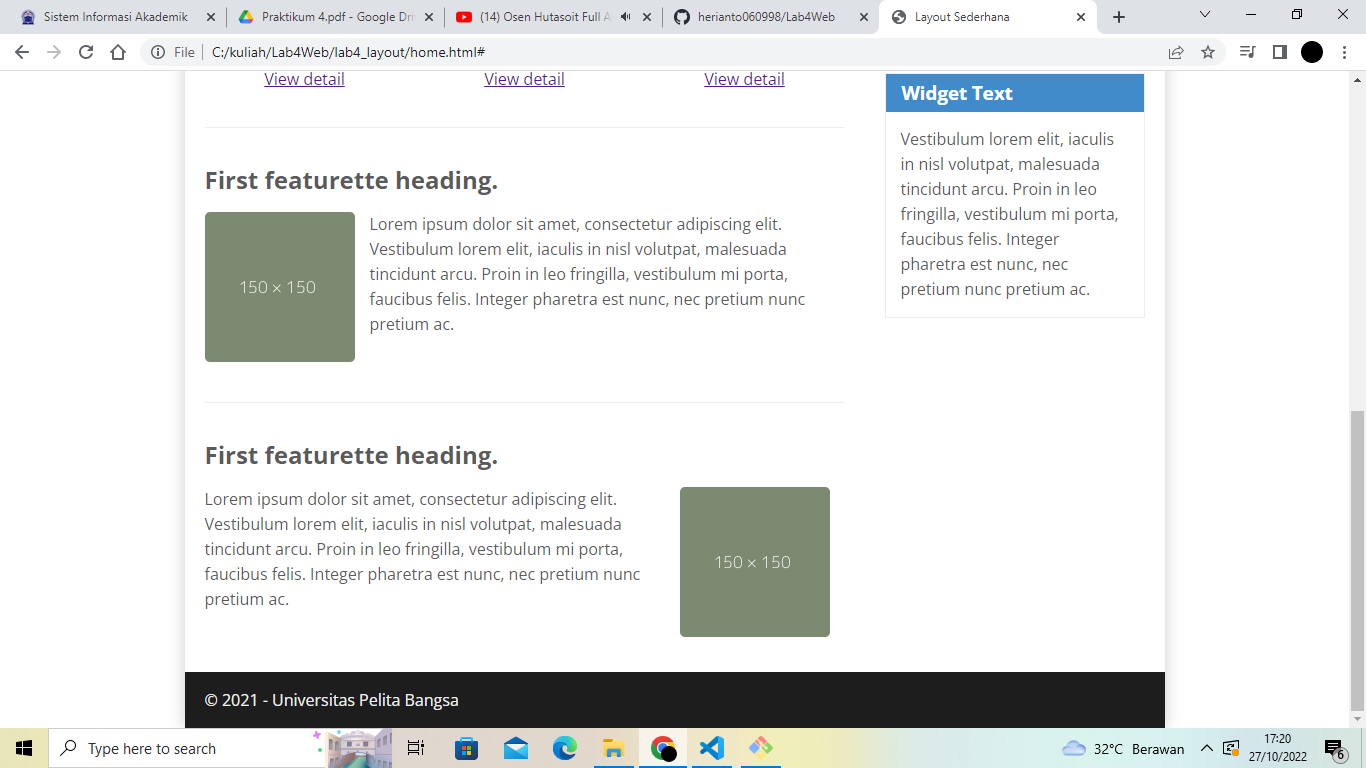 Sistem Informasi Akademik
Praktikum 4.pdf - Google Dri
(14) Osen Hutasoit Full A
herianto060998/Lab4Web
Layout Sederhana
File
C:/kuliah/Lab4Web/lab4_layout/home.html#
View detail
View detail
View detail
First featurette heading.
150 × 150
Lorem ipsum dolor sit amet, consectetur adipiscing elit.
Vestibulum lorem elit, iaculis in nisl volutpat, malesuada
tincidunt arcu. Proin in leo fringilla, vestibulum mi porta,
faucibus felis. Integer pharetra est nunc, nec pretium nunc
pretium ac.
First featurette heading.
Lorem ipsum dolor sit amet, consectetur adipiscing elit.
Vestibulum lorem elit, iaculis in nisl volutpat, malesuada
tincidunt arcu. Proin in leo fringilla, vestibulum mi porta,
faucibus felis. Integer pharetra est nunc, nec pretium nunc
pretium ac.
150 × 150
Widget Text
Vestibulum lorem elit, iaculis
in nisl volutpat, malesuada
tincidunt arcu. Proin in leo
fringilla, vestibulum mi porta,
faucibus felis. Integer
pharetra est nunc, nec
pretium nunc pretium ac.
© 2021 - Universitas Pelita Bangsa
Type here to search
32°C Berawan
17:20
27/10/2022
6